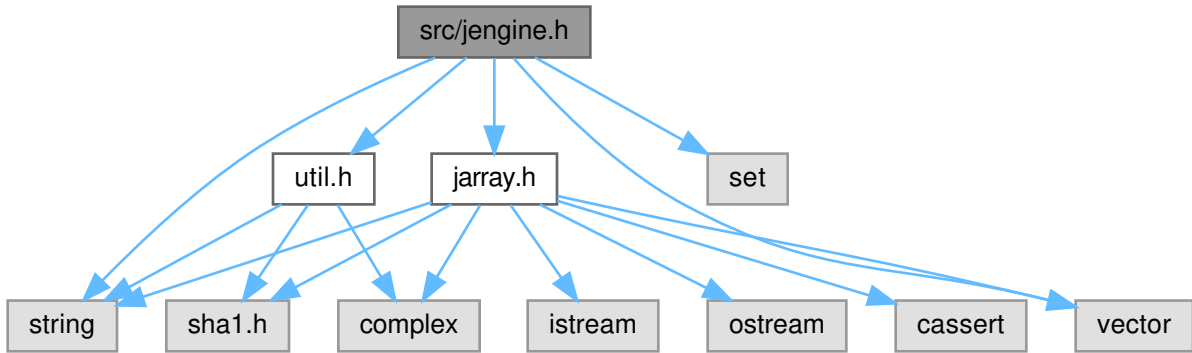 src/jengine.h
util.h
jarray.h
set
string
sha1.h
complex
istream
ostream
cassert
vector